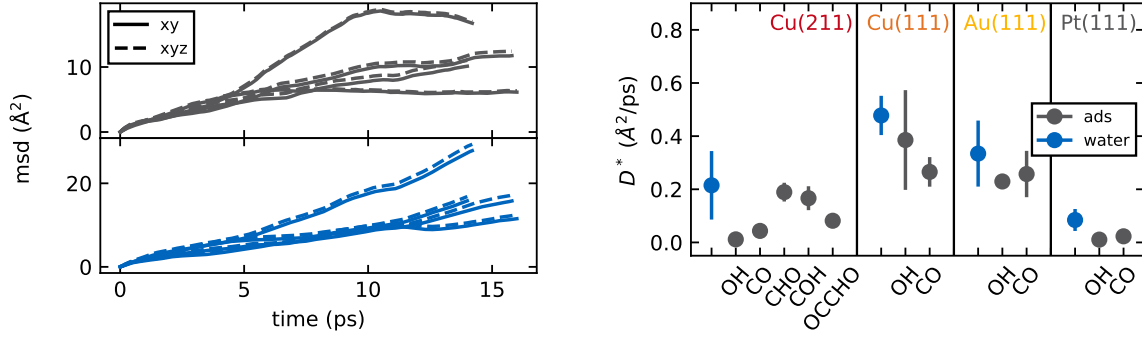 xy
xyz
10
0
20
0
msd (Å²)
0 5 10 15
time (ps)
Cu(211) Cu(111) Au(111) Pt(111)
0.8
0.6
0.4
0.2
0.0
D* (Å²/ps)
ads
water
OH CO CHO COH OCCHO OH CO OH CO OH CO